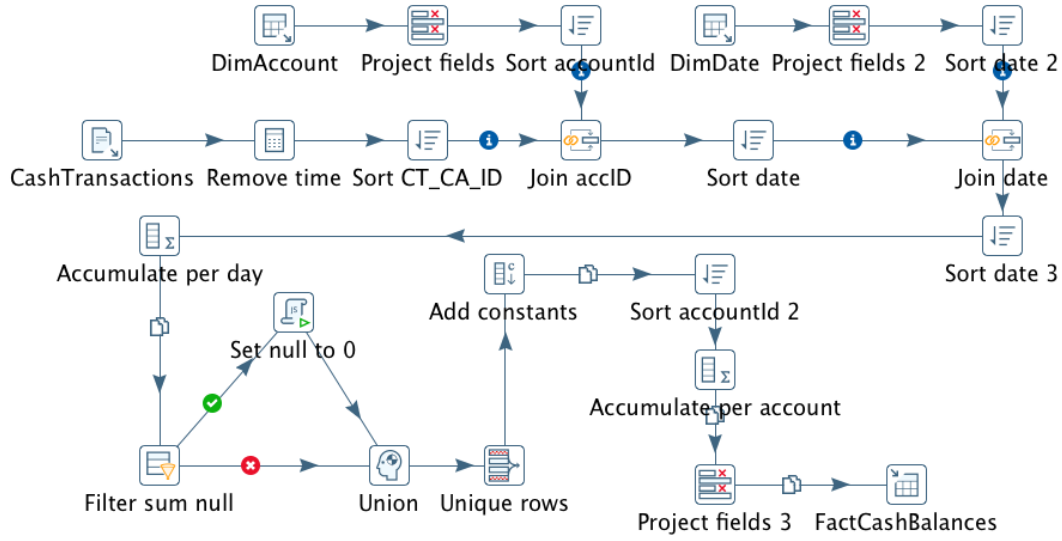 DimAccount
Project fields
Sort accountId
DimDate
Project fields 2
Sort date 2
CashTransactions
Remove time
Sort CT_CA_ID
Join accID
Sort date
Join date
Accumulate per day
Sort date 3
Add constants
Sort accountId 2
Set null to 0
Accumulate per account
Filter sum null
Union
Unique rows
Project fields 3
FactCashBalances